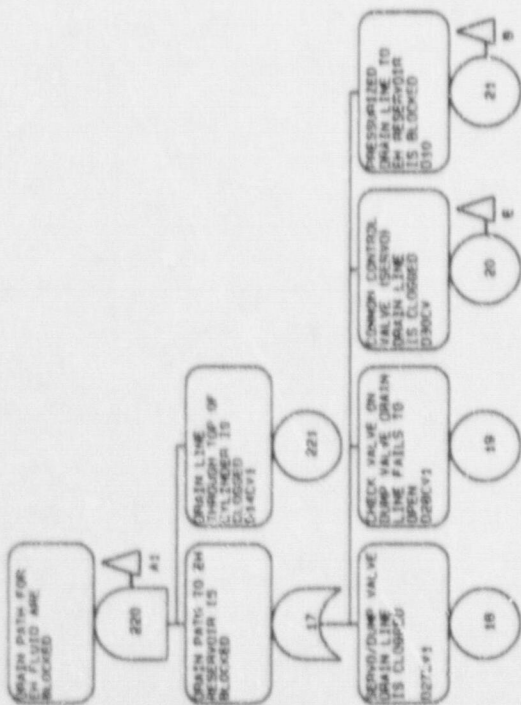 DRAIN PATH FOR
EH FLUID ARE
BLOCKED
220
A1
DRAIN PATH TO EH
RESERVOIR IS
BLOCKED
17
DRAIN LINE
THROUGH TOP OF
CYLINDER IS
CLOGGED
D14CV1
221
SERVO/DUMP VALVE
DRAIN LINE
IS CLOGGED
18
CHECK VALVE ON
DUMP VALVE DRAIN
LINE FAILS TO
OPEN
D28CV1
19
COMMON CONTROL
VALVE (SERVO)
DRAIN LINE
IS CLOGGED
D30CV
20
E
PRESSURIZED
DRAIN LINE TO
EH RESERVOIR
IS BLOCKED
D10
21
B